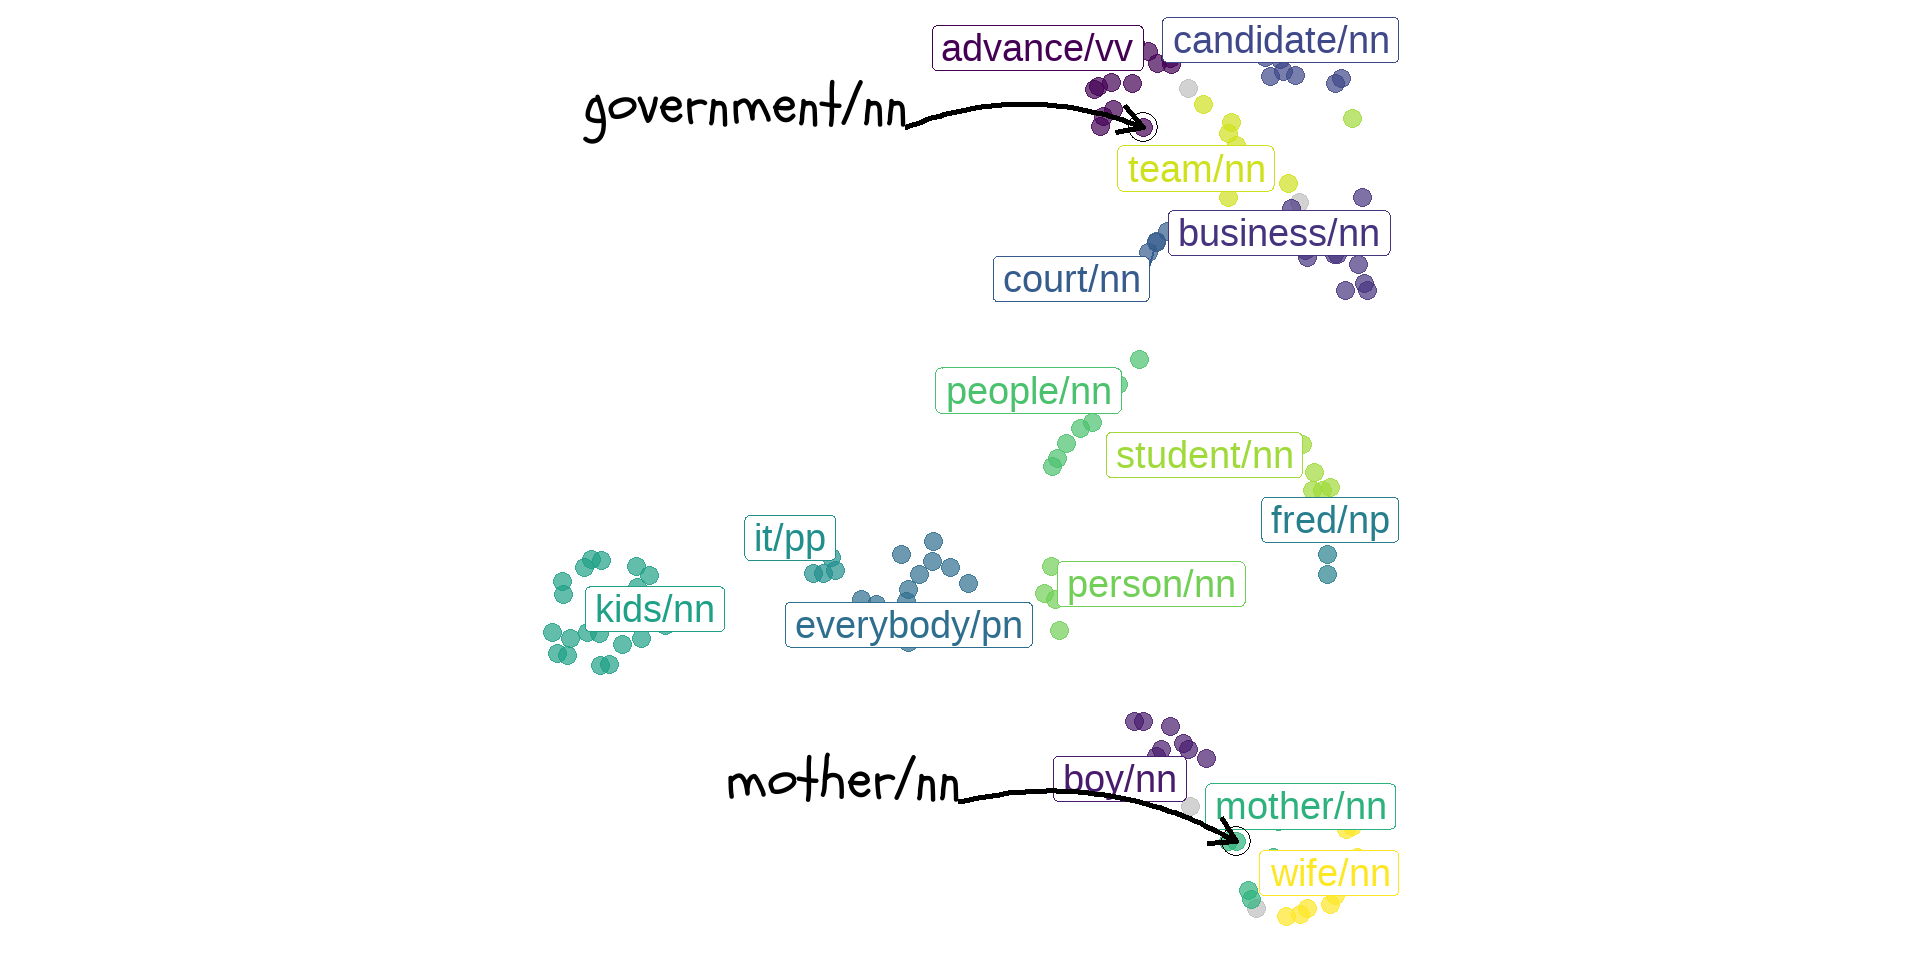 advance/vv
candidate/nn
government/nn
team/nn
business/nn
court/nn
people/nn
student/nn
fred/np
it/pp
person/nn
kids/nn
everybody/pn
boy/nn
mother/nn
mother/nn
wife/nn